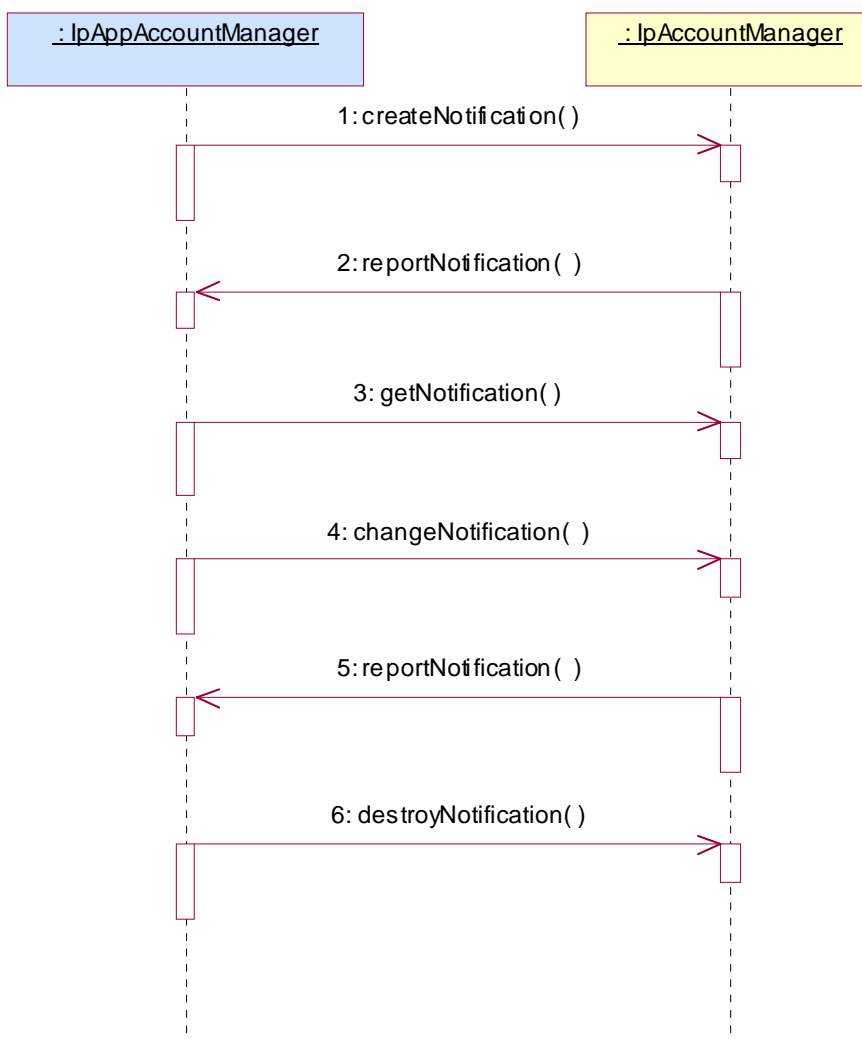 : IpAppAccountManager
: IpAccountManager
1: createNotification( )
2: reportNotification( )
3: getNotification( )
4: changeNotification( )
5: reportNotification( )
6: destroyNotification( )